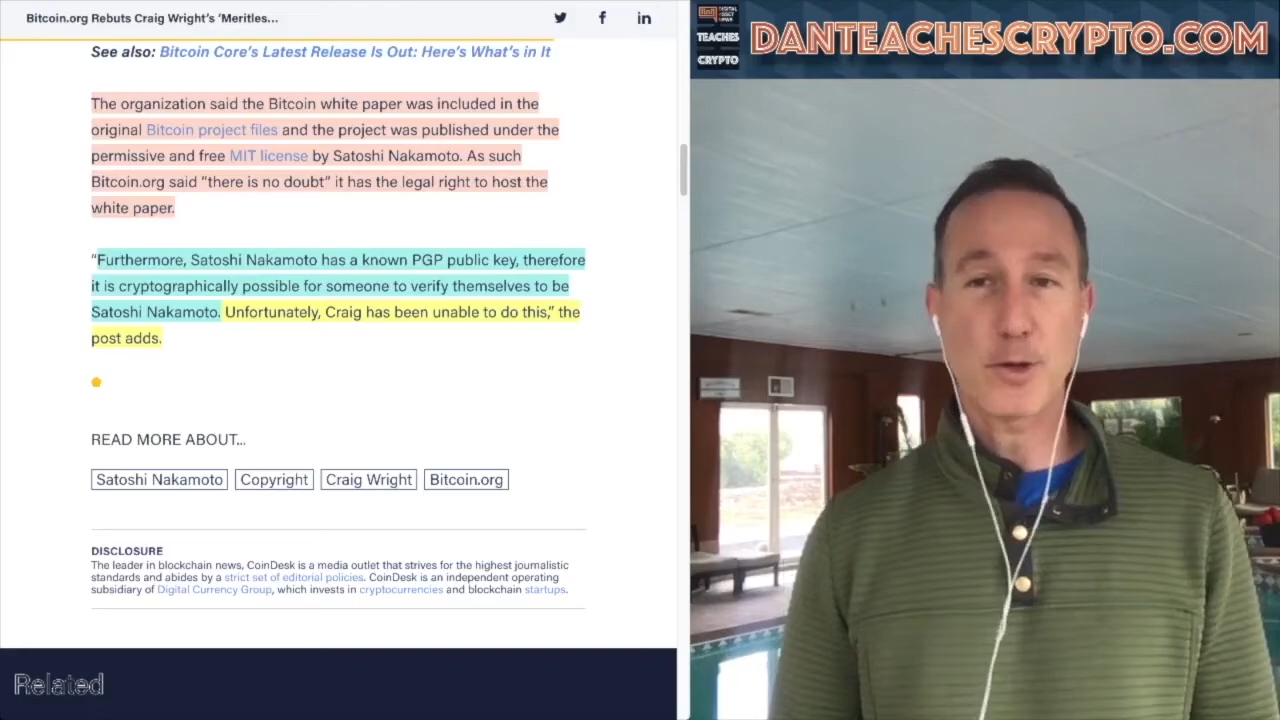 Bitcoin.org Rebuts Craig Wright's 'Meritles...
See also: Bitcoin Core's Latest Release Is Out: Here's What's in It
The organization said the Bitcoin white paper was included in the
original Bitcoin project files and the project was published under the
permissive and free MIT license by Satoshi Nakamoto. As such
Bitcoin.org said “there is no doubt” it has the legal right to host the
white paper.
“Furthermore, Satoshi Nakamoto has a known PGP public key, therefore
it is cryptographically possible for someone to verify themselves to be
Satoshi Nakamoto. Unfortunately, Craig has been unable to do this,” the
post adds.
READ MORE ABOUT...
Satoshi Nakamoto Copyright Craig Wright Bitcoin.org
DISCLOSURE
The leader in blockchain news, CoinDesk is a media outlet that strives for the highest journalistic
standards and abides by a strict set of editorial policies. CoinDesk is an independent operating
subsidiary of Digital Currency Group, which invests in cryptocurrencies and blockchain startups.
Related
DIGITAL
ASSET
NEWS
TEACHES
CRYPTO
DANTEACHESCRYPTO.COM